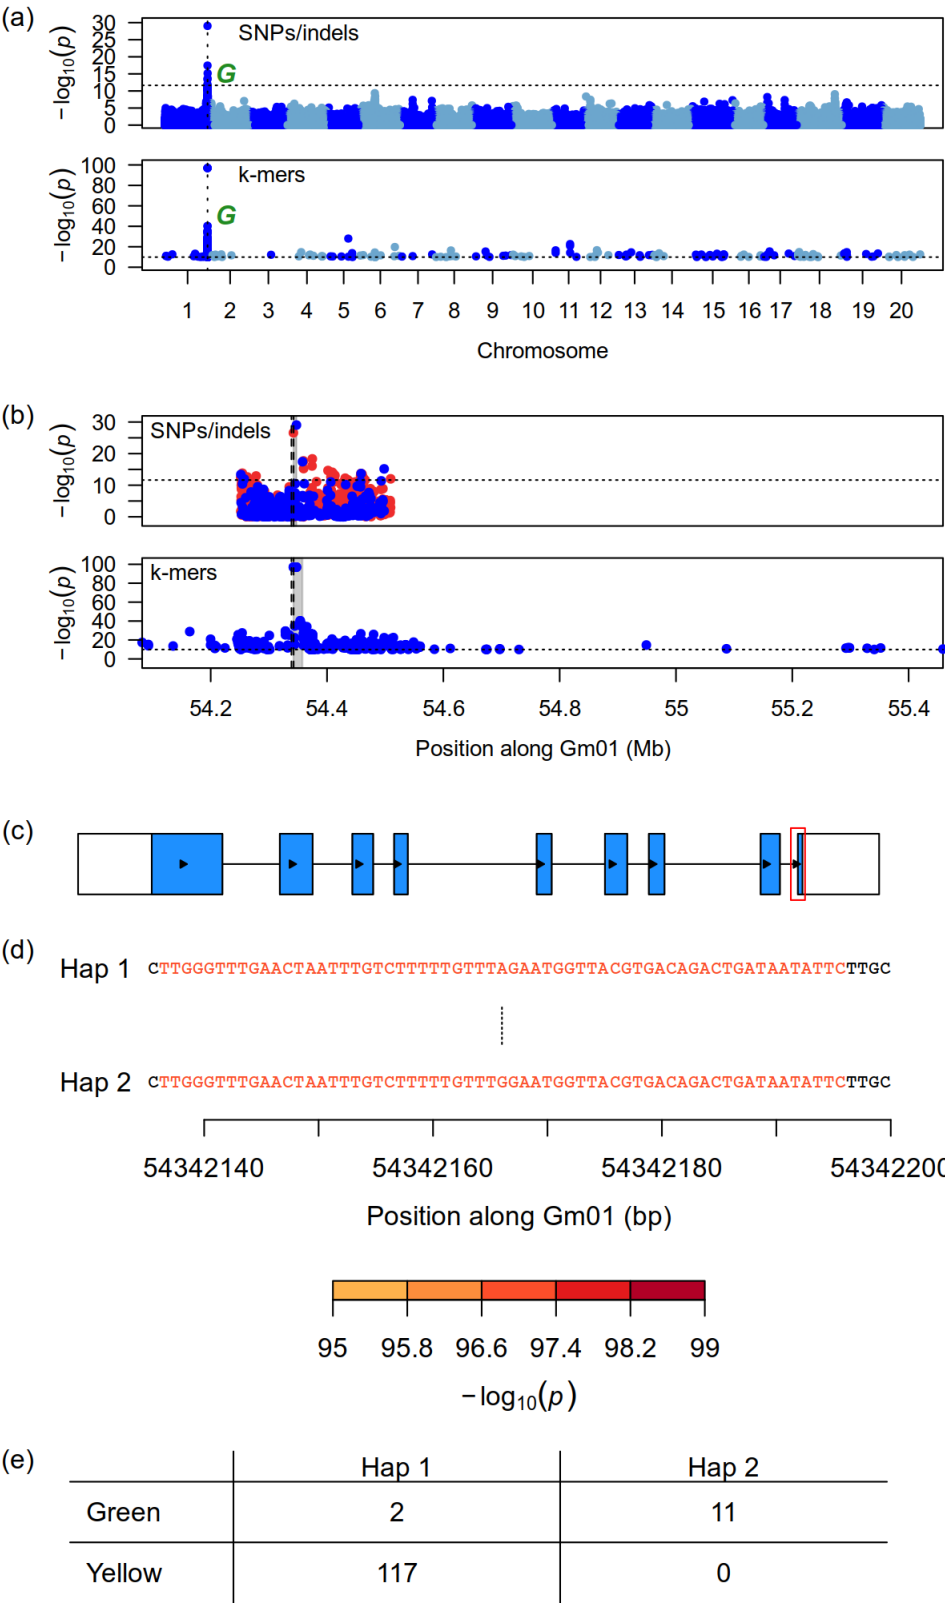 (a)
SNPs/indels
G
30
25
20
15
10
5
0
−log10(p)
k-mers
G
100
80
60
40
20
0
−log10(p)
1 2 3 4 5 6 7 8 9 10 11 12 13 14 15 16 17 18 19 20
Chromosome
(b)
SNPs/indels
30
20
10
0
−log10(p)
k-mers
100
80
60
40
20
0
−log10(p)
54.2 54.4 54.6 54.8 55 55.2 55.4
Position along Gm01 (Mb)
(c)
(d)
Hap 1 CTTGGGTTTGAACTAATTTGTCTTTTTGTTTAGAATGGTTACGTGACAGACTGATAATATTCTTGC
Hap 2 CTTGGGTTTGAACTAATTTGTCTTTTTGTTTGGAATGGTTACGTGACAGACTGATAATATTCTTGC
54342140 54342160 54342180 54342200
Position along Gm01 (bp)
95 95.8 96.6 97.4 98.2 99
−log10(p)
(e)
Hap 1 Hap 2
Green 2 11
Yellow 117 0